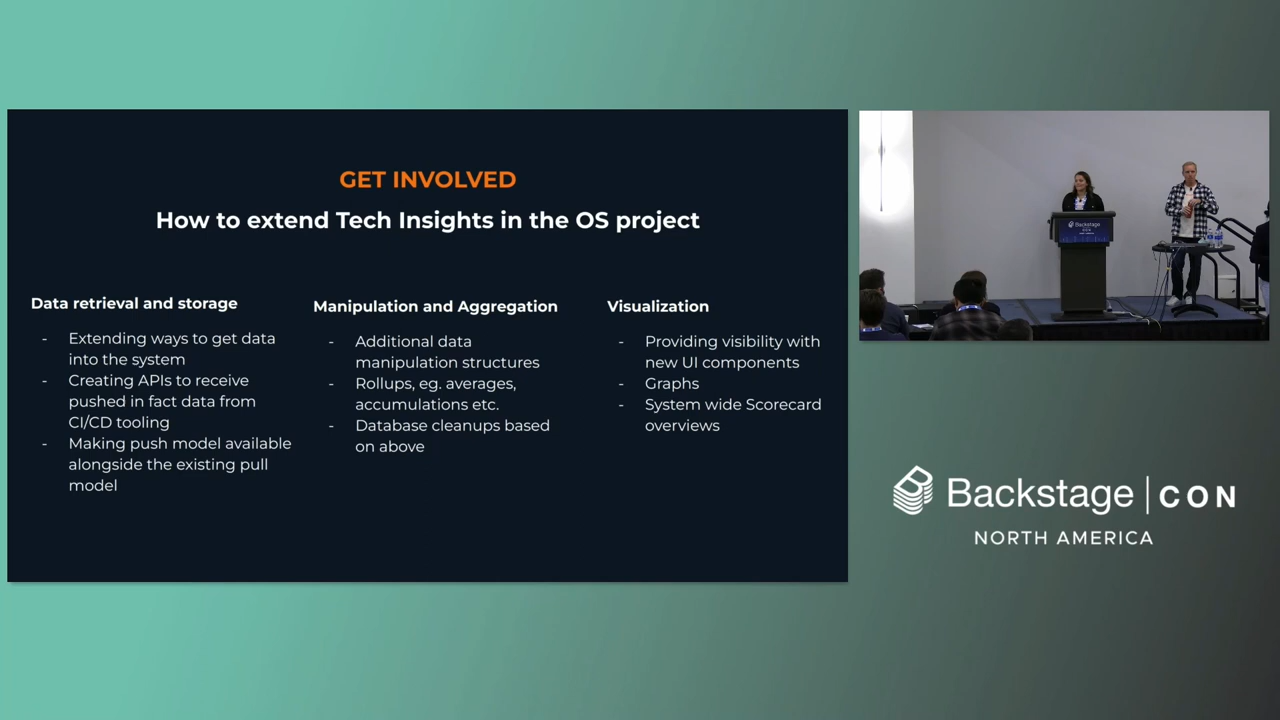 GET INVOLVED
How to extend Tech Insights in the OS project
Data retrieval and storage
- Extending ways to get data
into the system
- Creating APIs to receive
pushed in fact data from
CI/CD tooling
- Making push model available
alongside the existing pull
model
Manipulation and Aggregation
- Additional data
manipulation structures
- Rollups, eg. averages,
accumulations etc.
- Database cleanups based
on above
Visualization
- Providing visibility with
new UI components
- Graphs
- System wide Scorecard
overviews
Backstage
Backstage | CON
NORTH AMERICA